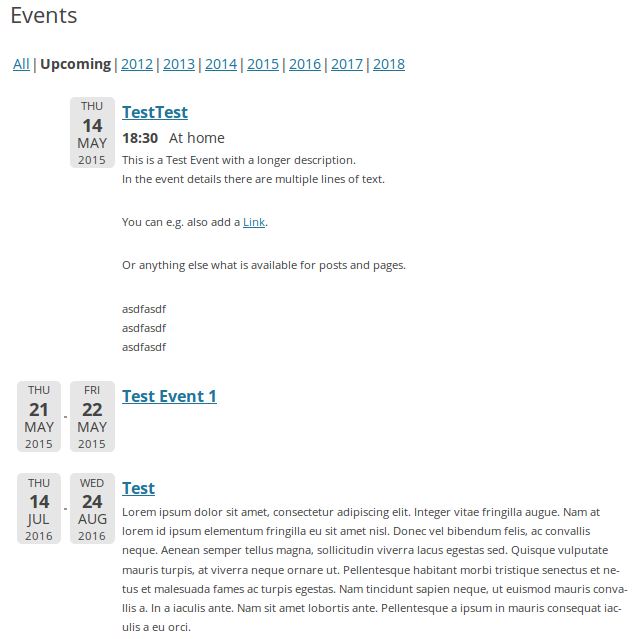 Events
All | Upcoming | 2012 | 2013 | 2014 | 2015 | 2016 | 2017 | 2018
THU
14
MAY
2015
TestTest
18:30 At home
This is a Test Event with a longer description.
In the event details there are multiple lines of text.
You can e.g. also add a Link.
Or anything else what is available for posts and pages.
asdfasdf
asdfasdf
asdfasdf
THU
21
MAY
2015
-
FRI
22
MAY
2015
Test Event 1
THU
14
JUL
2016
-
WED
24
AUG
2016
Test
Lorem ipsum dolor sit amet, consectetur adipiscing elit. Integer vitae fringilla augue. Nam at
lorem id ipsum elementum fringilla eu sit amet nisl. Donec vel bibendum felis, ac convallis
neque. Aenean semper tellus magna, sollicitudin viverra lacus egestas sed. Quisque vulputate
mauris turpis, at viverra neque ornare ut. Pellentesque habitant morbi tristique senectus et ne-
tus et malesuada fames ac turpis egestas. Nam tincidunt sapien neque, ut euismod mauris conva-
llis a. In a iaculis ante. Nam sit amet lobortis ante. Pellentesque a ipsum in mauris consequat iac-
ulis a eu orci.